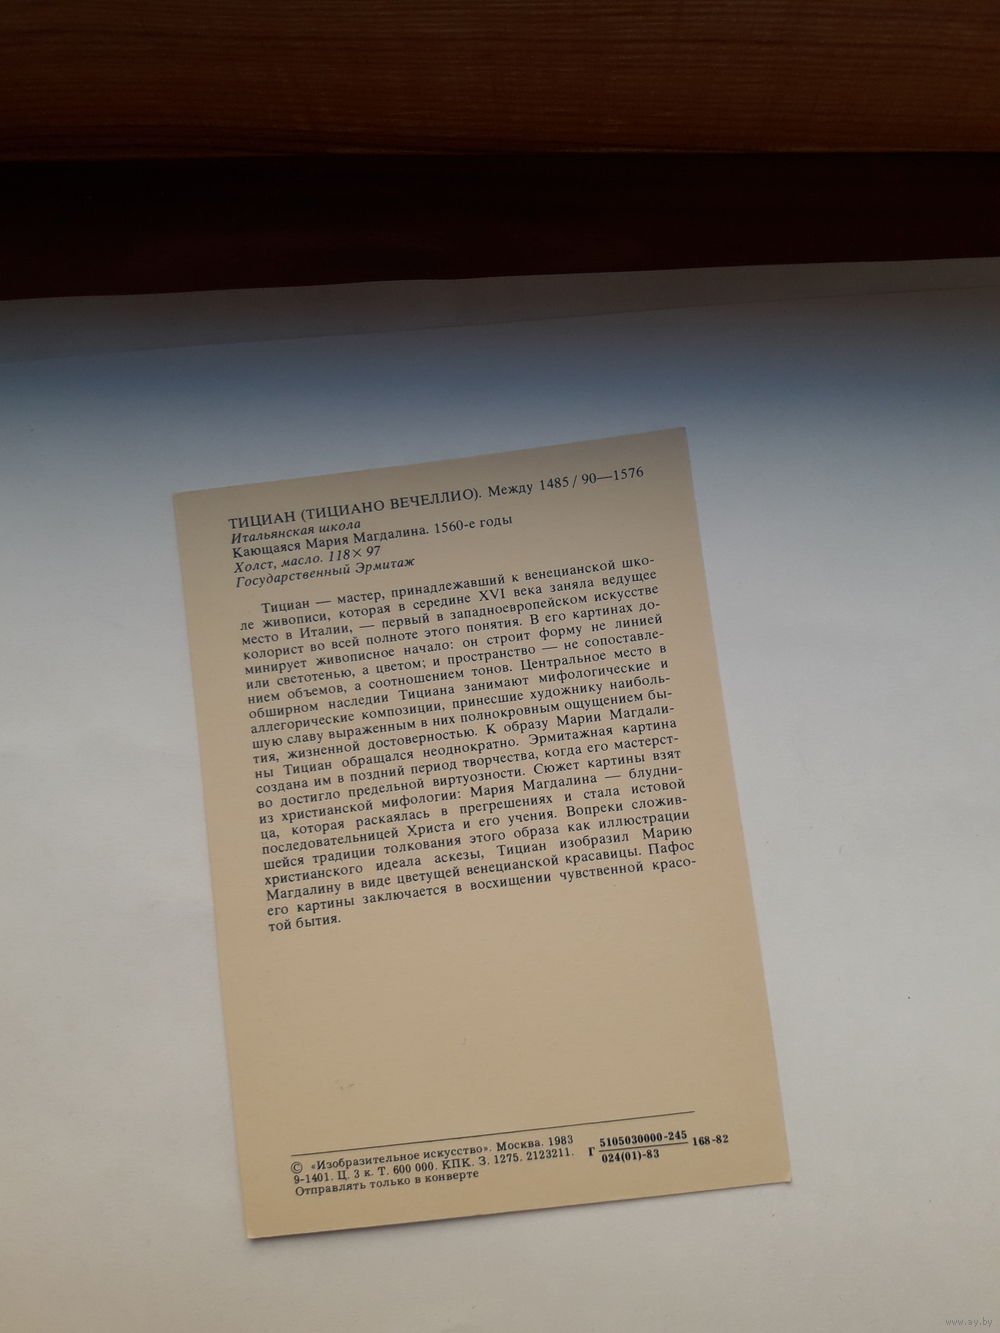 ТИЦИАН (ТИЦИАНО ВЕЧЕЛЛИО). Между 1485 / 90—1576
Итальянская школа
Кающаяся Мария Магдалина. 1560-е годы
Холст, масло. 118× 97
Государственный Эрмитаж
Тициан — мастер, принадлежавший к венецианской шко-
ле живописи, которая в середине XVI века заняла ведущее
место в Италии, — первый в западноевропейском искусстве
колорист во всей полноте этого понятия. В его картинах до-
минирует живописное начало: он строит форму не линией
или светотенью, а цветом; и пространство — не сопоставле-
нием объемов, а соотношением тонов. Центральное место в
обширном наследии Тициана занимают мифологические и
аллегорические композиции, принесшие художнику наиболь-
шую славу выраженным в них полнокровным ощущением бы-
тия, жизненной достоверностью. К образу Марии Магдали-
ны Тициан обращался неоднократно. Эрмитажная картина
создана им в поздний период творчества, когда его мастерст-
во достигло предельной виртуозности. Сюжет картины взят
из христианской мифологии: Мария Магдалина — блудни-
ца, которая раскаялась в прегрешениях и стала истовой
последовательницей Христа и его учения. Вопреки сложив-
шейся традиции толкования этого образа как иллюстрации
христианского идеала аскезы, Тициан изобразил Марию
Магдалину в виде цветущей венецианской красавицы. Пафос
его картины заключается в восхищении чувственной красо-
той бытия.
© «Изобразительное искусство». Москва. 1983
9-1401. Ц. 3 к. Т. 600 000. КПК. З. 1275. 2123211.
Отправлять только в конверте
Г 5105030000-245 168-82
024(01)-83
www.ay.by